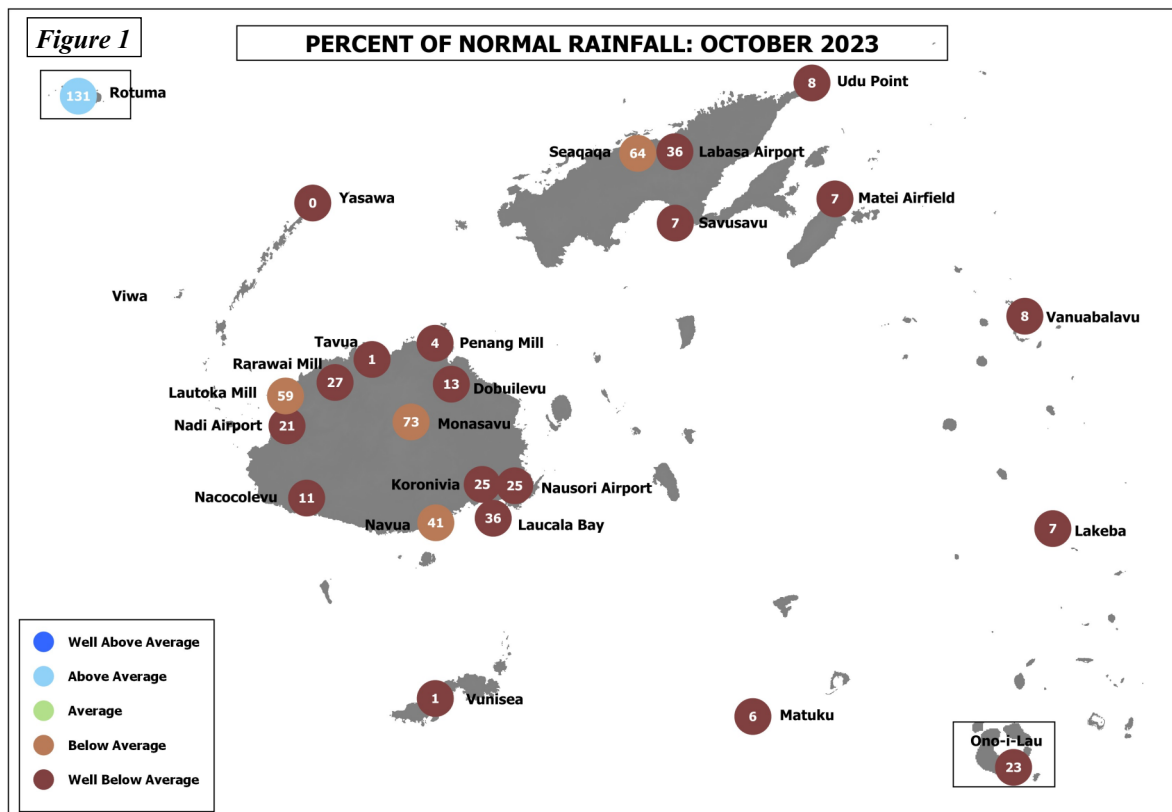 Figure 1
PERCENT OF NORMAL RAINFALL: OCTOBER 2023
131 Rotuma
8 Udu Point
Seaqaqa 64
36 Labasa Airport
0 Yasawa
7 Matei Airfield
7 Savusavu
Viwa
8 Vanuabalavu
Tavua 1
4 Penang Mill
Rarawai Mill 27
13 Dobuilevu
Lautoka Mill 59
73 Monasavu
Nadi Airport 21
Koronivia 25
25 Nausori Airport
Nacocolevu 11
Navua 41
36 Laucala Bay
7 Lakeba
1 Vunisea
6 Matuku
Ono-i-Lau
23
Well Above Average
Above Average
Average
Below Average
Well Below Average